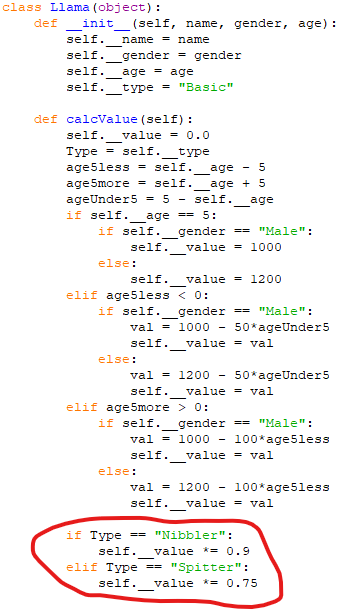 class Llama(object):
    def __init__(self, name, gender, age):
        self.__name = name
        self.__gender = gender
        self.__age = age
        self.__type = "Basic"

    def calcValue(self):
        self.__value = 0.0
        Type = self.__type
        age5less = self.__age - 5
        age5more = self.__age + 5
        ageUnder5 = 5 - self.__age
        if self.__age == 5:
            if self.__gender == "Male":
                self.__value = 1000
            else:
                self.__value = 1200
        elif age5less < 0:
            if self.__gender == "Male":
                val = 1000 - 50*ageUnder5
                self.__value = val
            else:
                val = 1200 - 50*ageUnder5
                self.__value = val
        elif age5more > 0:
            if self.__gender == "Male":
                val = 1000 - 100*age5less
                self.__value = val
            else:
                val = 1200 - 100*age5less
                self.__value = val

        if Type == "Nibbler":
            self.__value *= 0.9
        elif Type == "Spitter":
            self.__value *= 0.75